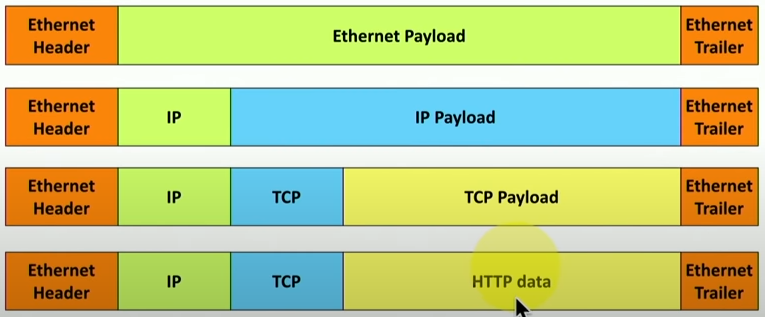 Ethernet
Header
Ethernet Payload
Ethernet
Trailer
Ethernet
Header
IP
IP Payload
Ethernet
Trailer
Ethernet
Header
IP
TCP
TCP Payload
Ethernet
Trailer
Ethernet
Header
IP
TCP
HTTP data
Ethernet
Trailer